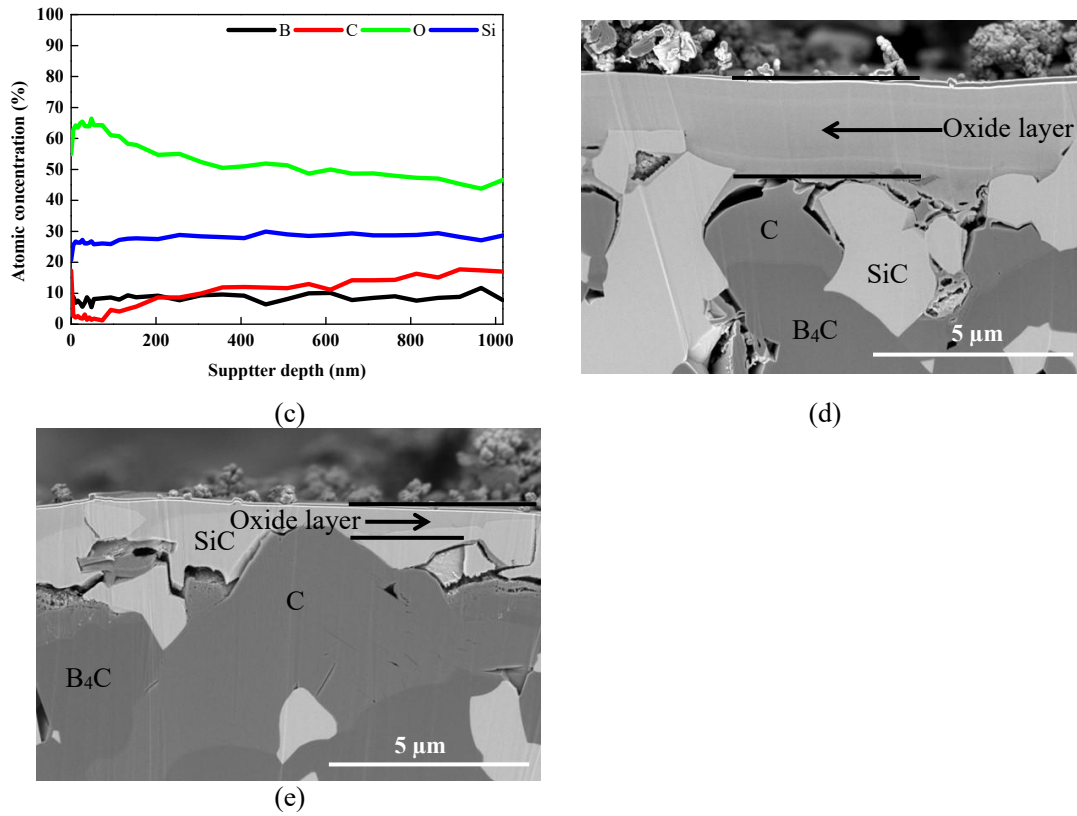 B C O Si
100
90
80
70
60
50
40
30
20
10
0
Atomic concentration (%)
0 200 400 600 800 1000
Supptter depth (nm)
(c)
Oxide layer
C
SiC
B₄C
5 µm
(d)
Oxide layer
SiC
C
B₄C
5 µm
(e)